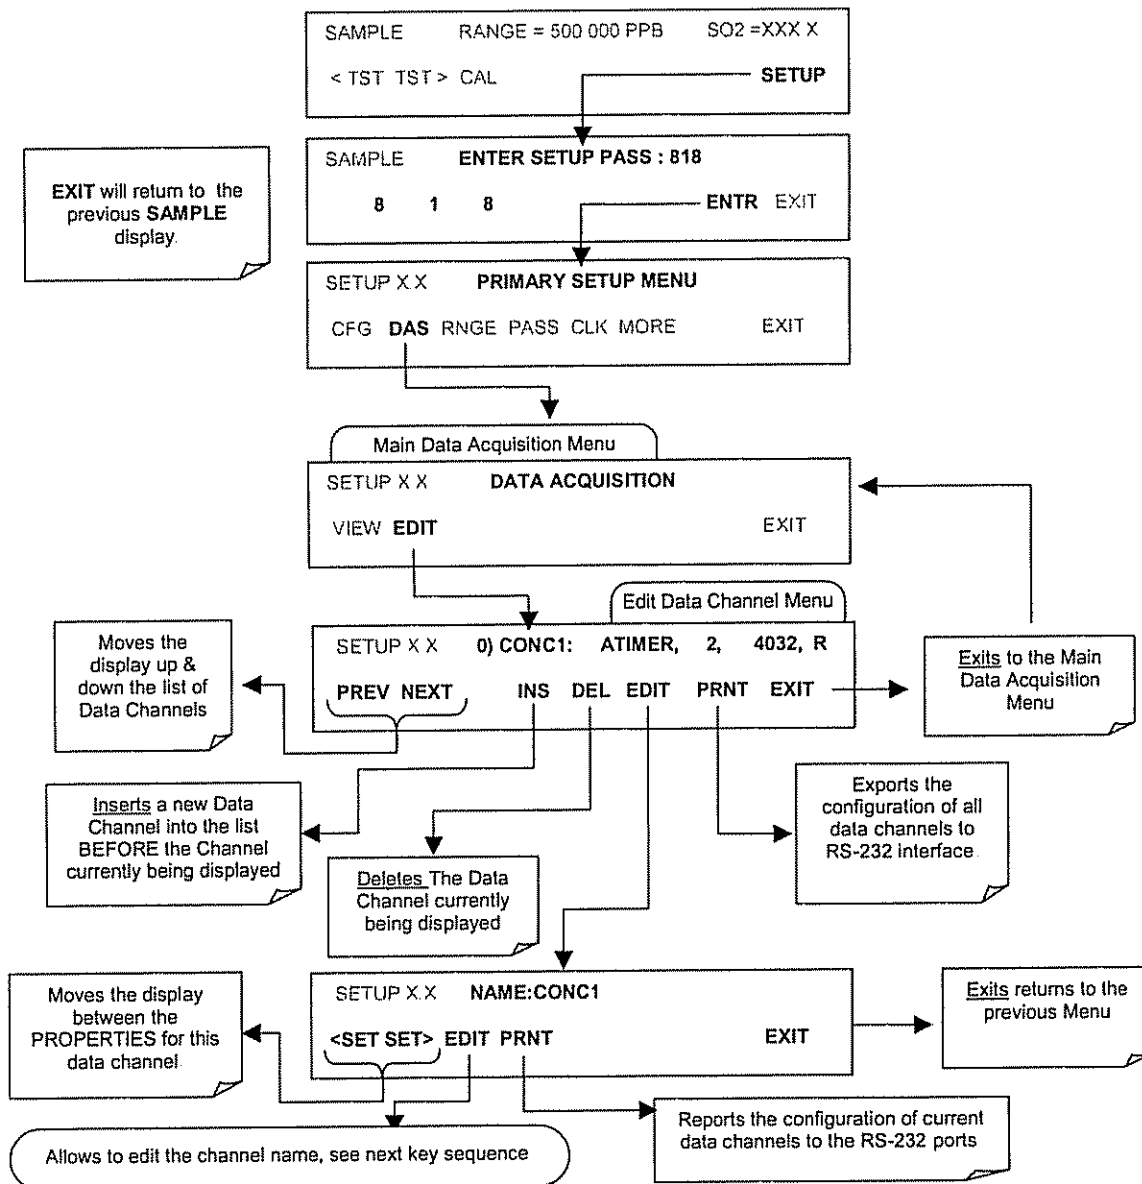 SAMPLE RANGE = 500 000 PPB SO2 =XXX X
< TST TST > CAL SETUP
SAMPLE ENTER SETUP PASS : 818
8 1 8 ENTR EXIT
EXIT will return to the
previous SAMPLE
display.
SETUP X X PRIMARY SETUP MENU
CFG DAS RNGE PASS CLK MORE EXIT
Main Data Acquisition Menu
SETUP X X DATA ACQUISITION
VIEW EDIT EXIT
Edit Data Channel Menu
SETUP X X 0) CONC1: ATIMER, 2, 4032, R
PREV NEXT INS DEL EDIT PRNT EXIT
Moves the
display up &
down the list of
Data Channels
Exits to the Main
Data Acquisition
Menu
Inserts a new Data
Channel into the list
BEFORE the Channel
currently being displayed
Deletes The Data
Channel currently
being displayed
Exports the
configuration of all
data channels to
RS-232 interface
SETUP X.X NAME:CONC1
<SET SET> EDIT PRNT EXIT
Moves the display
between the
PROPERTIES for this
data channel
Exits returns to the
previous Menu
Reports the configuration of current
data channels to the RS-232 ports
Allows to edit the channel name, see next key sequence